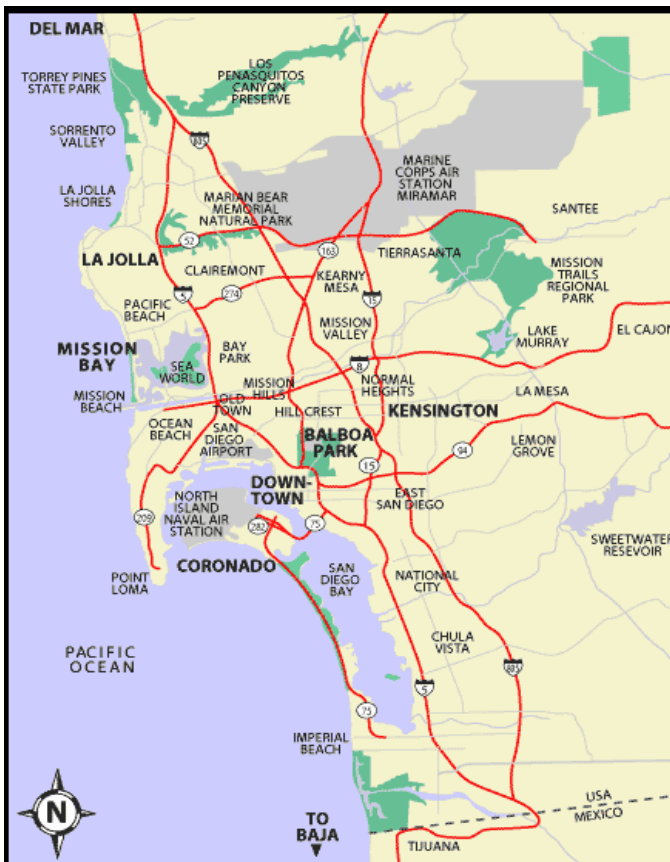 DEL MAR
TORREY PINES
STATE PARK
LOS
PENASQUITOS
CANYON
PRESERVE
SORRENTO
VALLEY
805
MARINE
CORPS AIR
STATION
MIRAMAR
LA JOLLA
SHORES
MARIAN BEAR
MEMORIAL
NATURAL PARK
SANTEE
52
163
LA JOLLA
TIERRASANTA
MISSION
TRAILS
REGIONAL
PARK
CLAIREMONT
KEARNY
MESA
5
274
15
PACIFIC
BEACH
MISSION
VALLEY
LAKE
MURRAY
EL CAJON
MISSION
BAY
BAY
PARK
SEA
WORLD
8
MISSION
HILLS
NORMAL
HEIGHTS
MISSION
BEACH
OLD
TOWN
LA MESA
HILL CREST
KENSINGTON
OCEAN
BEACH
SAN
DIEGO
AIRPORT
BALBOA
PARK
94
LEMON
GROVE
15
DOWN-
TOWN
EAST
SAN DIEGO
NORTH
ISLAND
NAVAL AIR
STATION
209
282
75
SWEETWATER
RESEVOIR
CORONADO
POINT
LOMA
SAN
DIEGO
BAY
NATIONAL
CITY
PACIFIC
OCEAN
CHULA
VISTA
805
5
75
IMPERIAL
BEACH
N
USA
MEXICO
TO
BAJA
TIJUANA